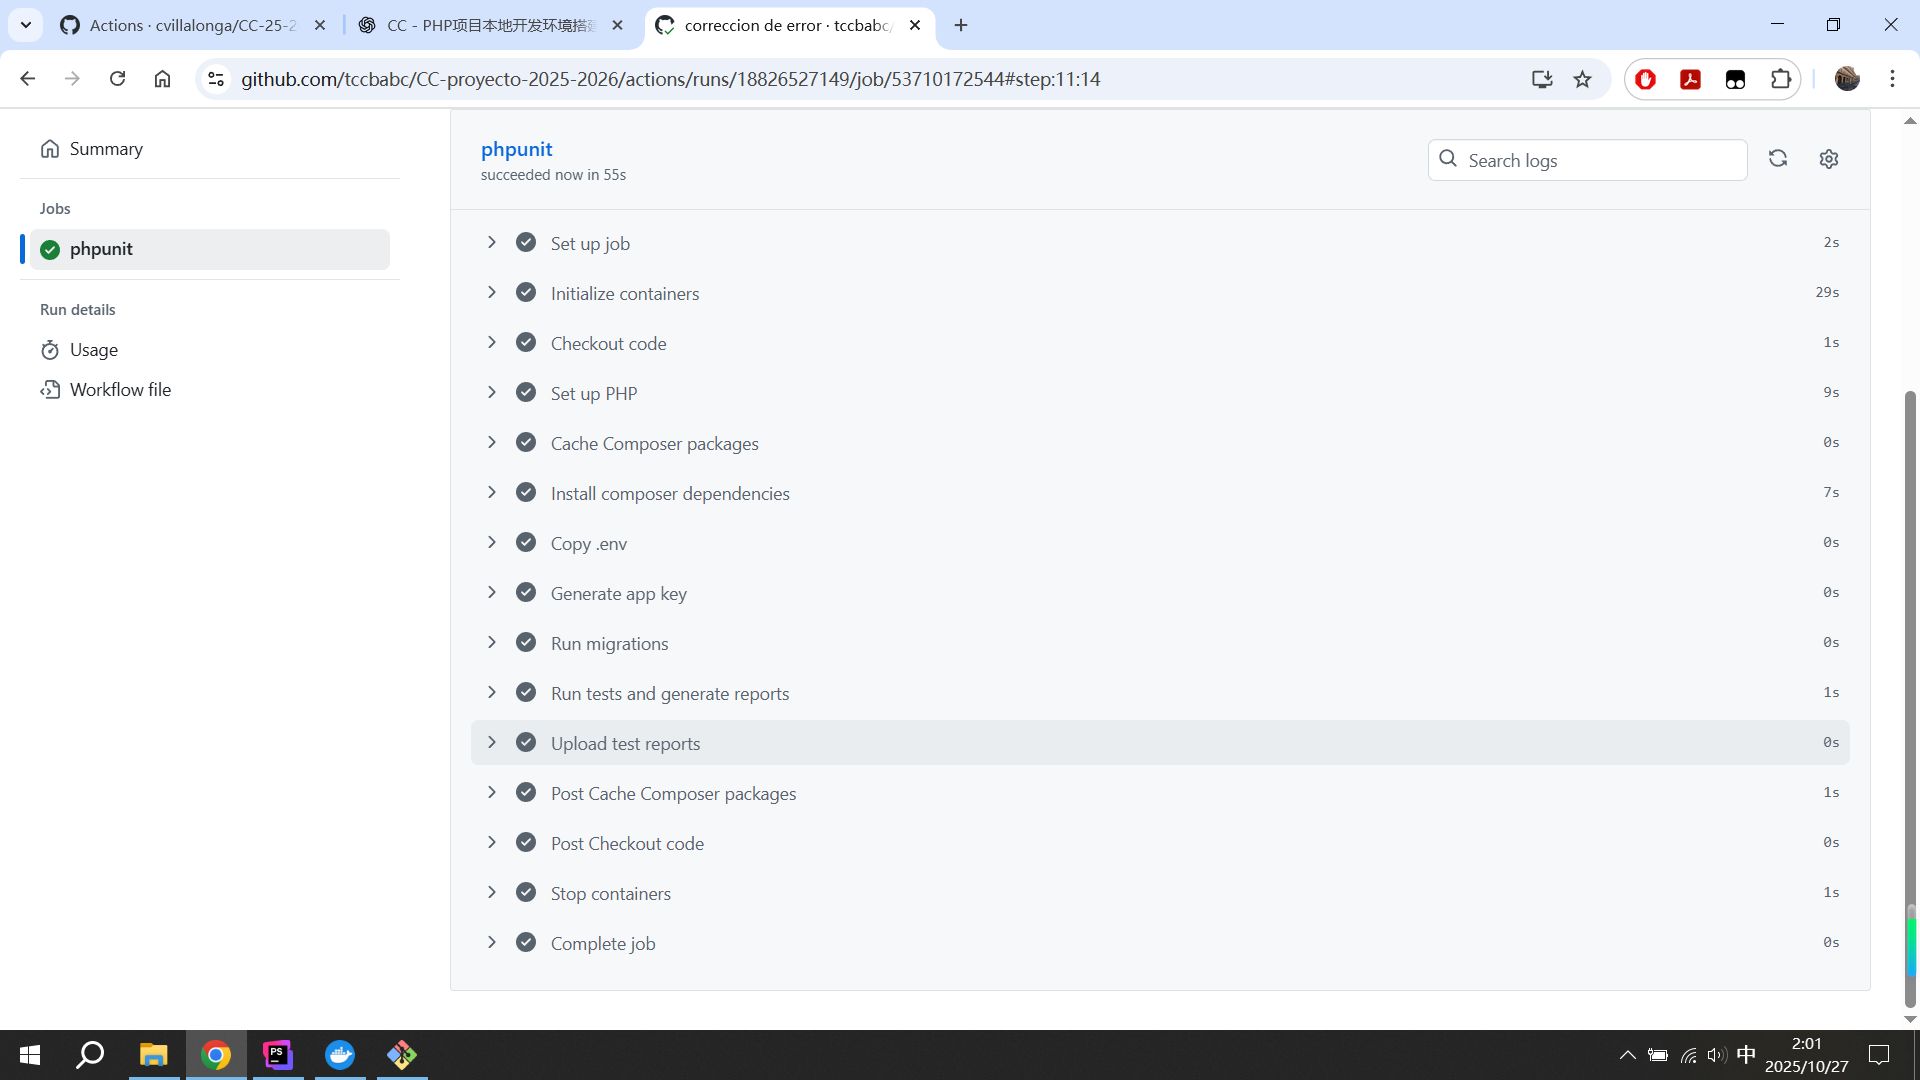 Actions · cvillalonga/CC-25-2
CC - PHP项目本地开发环境搭建
correccion de error · tccbabc/
github.com/tccbabc/CC-proyecto-2025-2026/actions/runs/18826527149/job/53710172544#step:11:14
Summary
Jobs
phpunit
Run details
Usage
Workflow file
phpunit
succeeded now in 55s
Search logs
Set up job 2s
Initialize containers 29s
Checkout code 1s
Set up PHP 9s
Cache Composer packages 0s
Install composer dependencies 7s
Copy .env 0s
Generate app key 0s
Run migrations 0s
Run tests and generate reports 1s
Upload test reports 0s
Post Cache Composer packages 1s
Post Checkout code 0s
Stop containers 1s
Complete job 0s
PS
中
2:01
2025/10/27